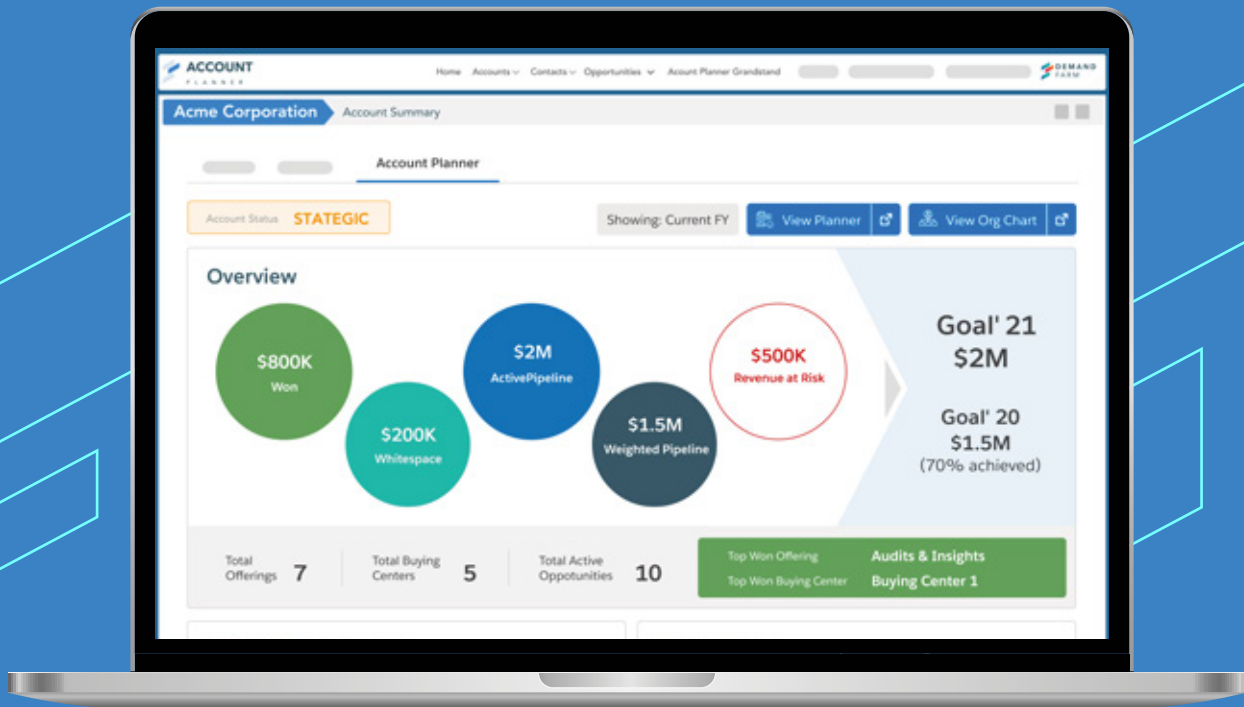 ACCOUNT
PLANNER
Home Accounts Contacts Opportunities Acount Planner Grandstand
DEMAND
FARM
Acme Corporation Account Summary
Account Planner
Account Status STATEGIC
Showing: Current FY View Planner View Org Chart
Overview
$800K
Won
$200K
Whitespace
$2M
ActivePipeline
$1.5M
Weighted Pipeline
$500K
Revenue at Risk
Goal' 21
$2M
Goal' 20
$1.5M
(70% achieved)
Total
Offerings 7
Total Buying
Centers 5
Total Active
Oppotunities 10
Top Won Offering Audits & Insights
Top Won Buying Center Buying Center 1